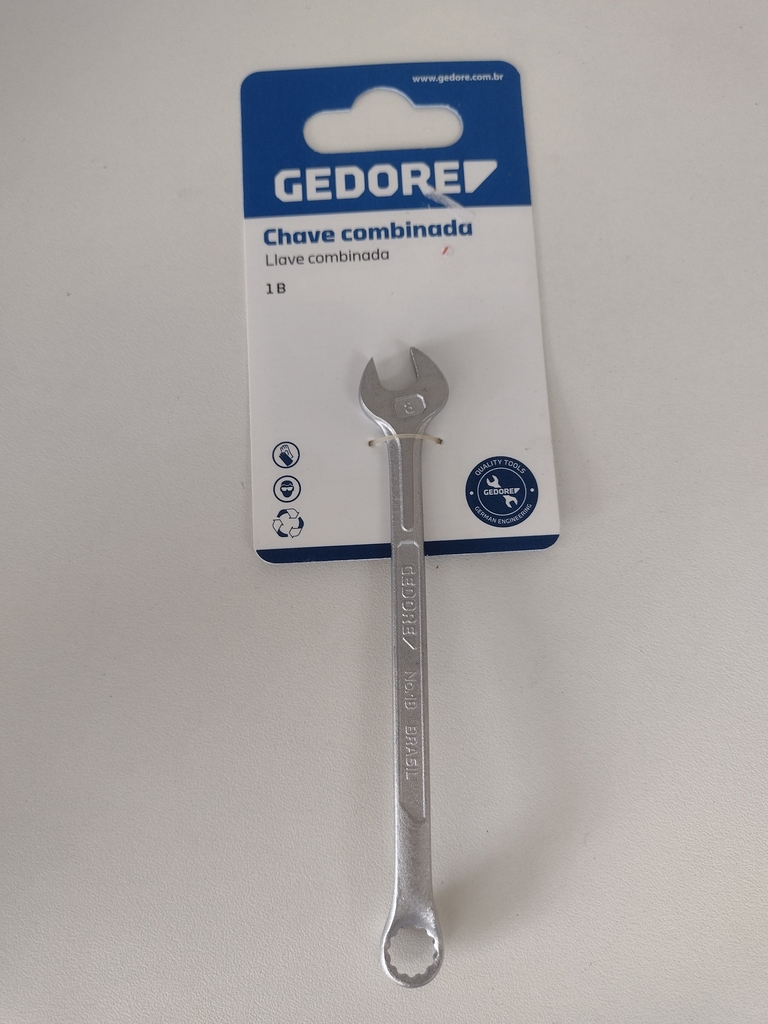 www.gedore.com.br
GEDORE
Chave combinada
Llave combinada
1 B
8
QUALITY TOOLS
GEDORE
GERMAN ENGINEERING
GEDORE No.1B BRASIL